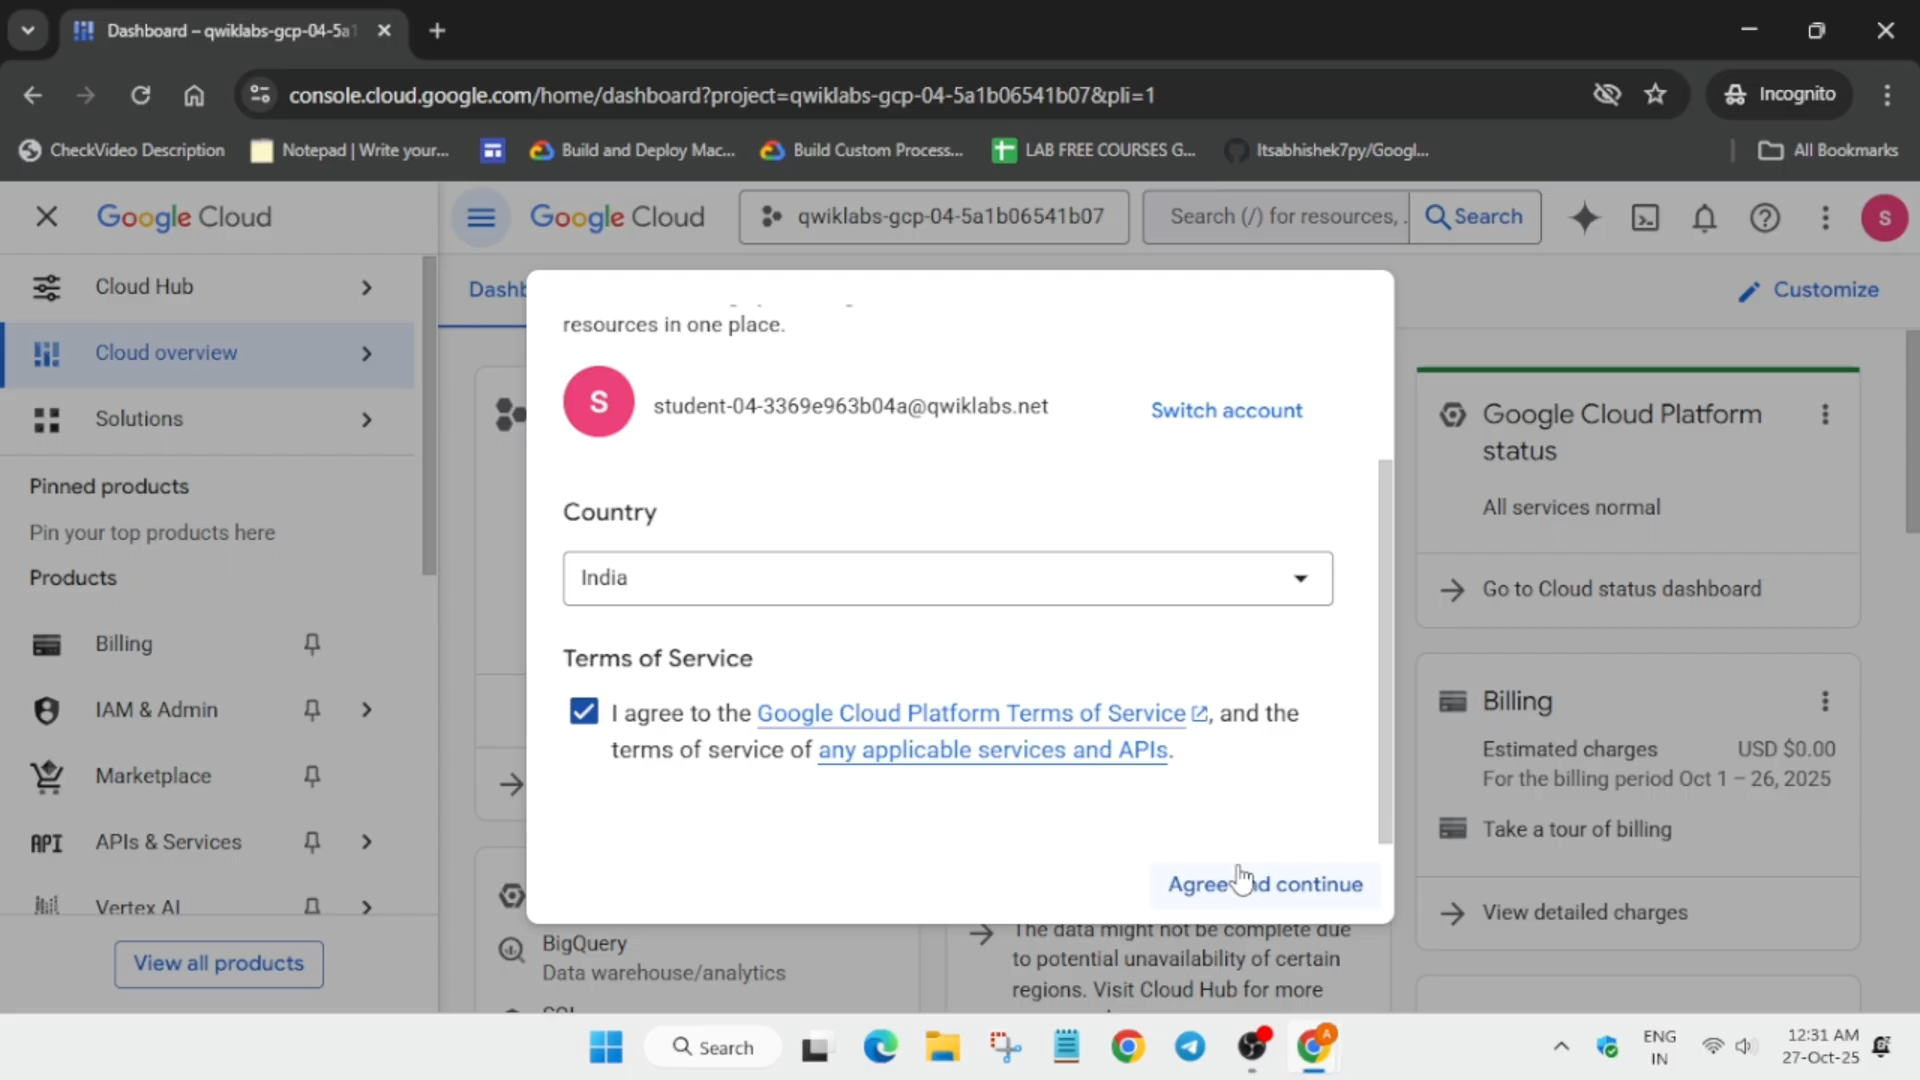 Dashboard – qwiklabs-gcp-04-5a1
console.cloud.google.com/home/dashboard?project=qwiklabs-gcp-04-5a1b06541b07&pli=1
Incognito
CheckVideo Description
Notepad | Write your...
Build and Deploy Mac...
Build Custom Process...
LAB FREE COURSES G...
Itsabhishek7py/Googl...
All Bookmarks
Google Cloud
Google Cloud
qwiklabs-gcp-04-5a1b06541b07
Search (/) for resources, .
Search
S
Cloud Hub
Cloud overview
Solutions
Pinned products
Pin your top products here
Products
Billing
IAM & Admin
Marketplace
API APIs & Services
Vertex AI
View all products
Dashb
Customize
resources in one place.
S
student-04-3369e963b04a@qwiklabs.net
Switch account
Country
India
Terms of Service
I agree to the Google Cloud Platform Terms of Service, and the
terms of service of any applicable services and APIs.
Agree and continue
BigQuery
Data warehouse/analytics
The data might not be complete due
to potential unavailability of certain
regions. Visit Cloud Hub for more
Google Cloud Platform
status
All services normal
Go to Cloud status dashboard
Billing
Estimated charges USD $0.00
For the billing period Oct 1 – 26, 2025
Take a tour of billing
View detailed charges
Search
A
ENG
IN
12:31 AM
27-Oct-25